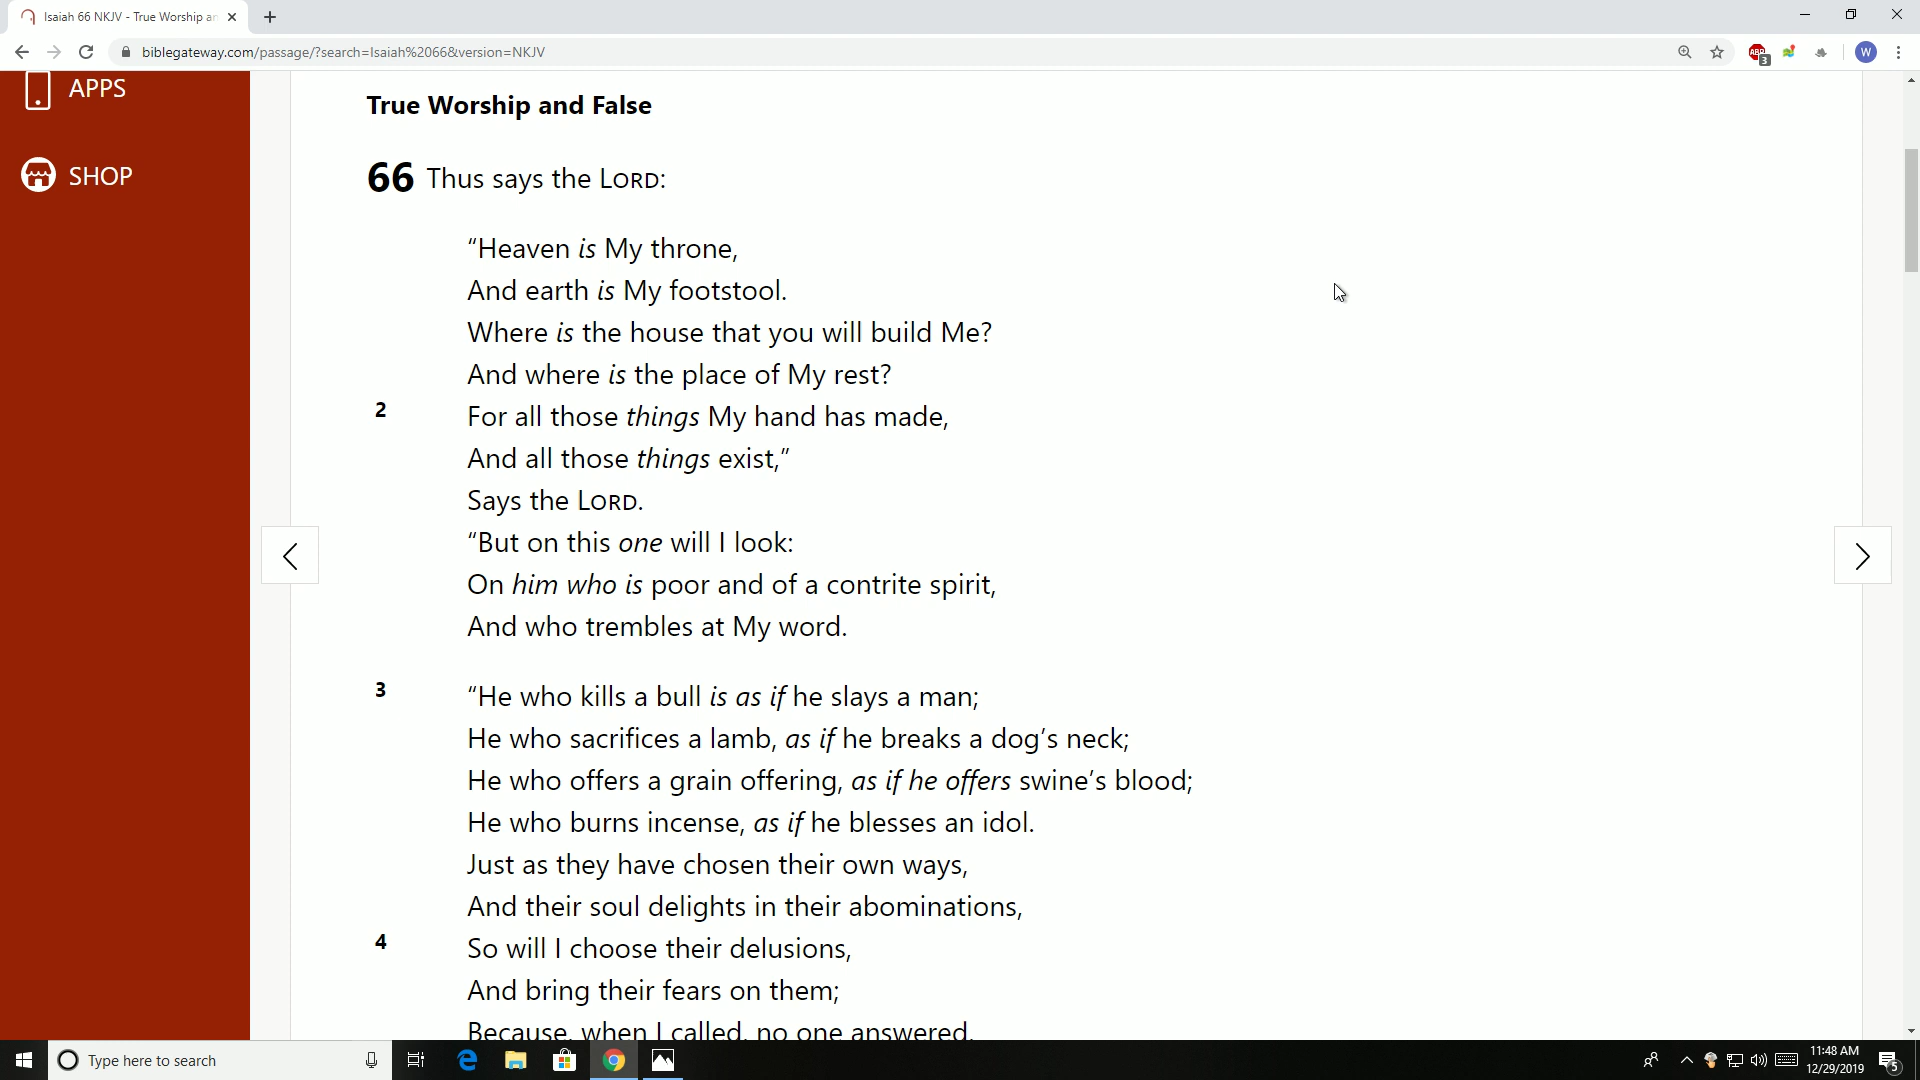 Isaiah 66 NKJV - True Worship an
biblegateway.com/passage/?search=Isaiah%2066&version=NKJV
ABP
3
W
APPS
SHOP
True Worship and False
66 Thus says the LORD:
“Heaven is My throne,
And earth is My footstool.
Where is the house that you will build Me?
And where is the place of My rest?
2 For all those things My hand has made,
And all those things exist,”
Says the LORD.
“But on this one will I look:
On him who is poor and of a contrite spirit,
And who trembles at My word.
3 “He who kills a bull is as if he slays a man;
He who sacrifices a lamb, as if he breaks a dog’s neck;
He who offers a grain offering, as if he offers swine’s blood;
He who burns incense, as if he blesses an idol.
Just as they have chosen their own ways,
And their soul delights in their abominations,
4 So will I choose their delusions,
And bring their fears on them;
Because, when I called, no one answered,
Type here to search
11:48 AM
12/29/2019
5